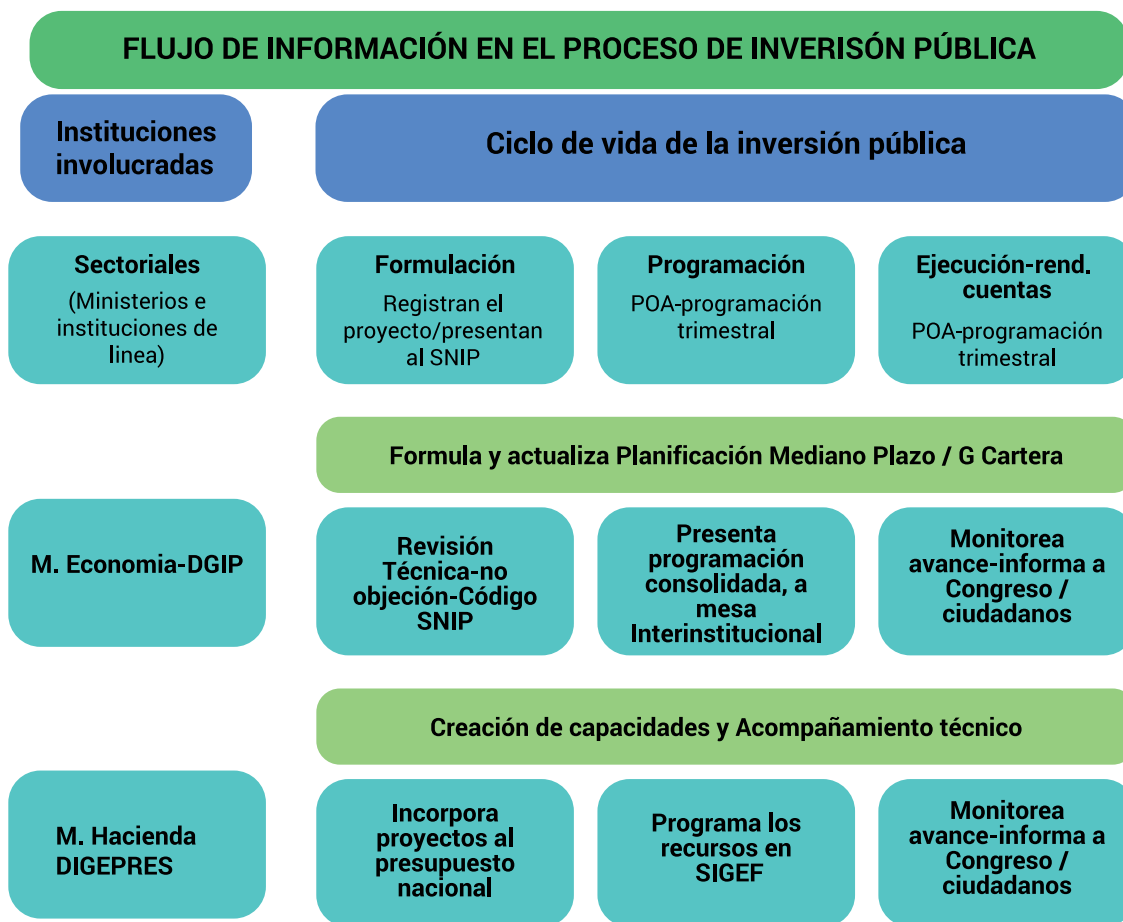 FLUJO DE INFORMACIÓN EN EL PROCESO DE INVERISÓN PÚBLICA
Instituciones
involucradas
Ciclo de vida de la inversión pública
Sectoriales
(Ministerios e
instituciones de
linea)
Formulación
Registran el
proyecto/presentan
al SNIP
Programación
POA-programación
trimestral
Ejecución-rend.
cuentas
POA-programación
trimestral
Formula y actualiza Planificación Mediano Plazo / G Cartera
M. Economia-DGIP
Revisión
Técnica-no
objeción-Código
SNIP
Presenta
programación
consolidada, a
mesa
Interinstitucional
Monitorea
avance-informa a
Congreso /
ciudadanos
Creación de capacidades y Acompañamiento técnico
M. Hacienda
DIGEPRES
Incorpora
proyectos al
presupuesto
nacional
Programa los
recursos en
SIGEF
Monitorea
avance-informa a
Congreso /
ciudadanos